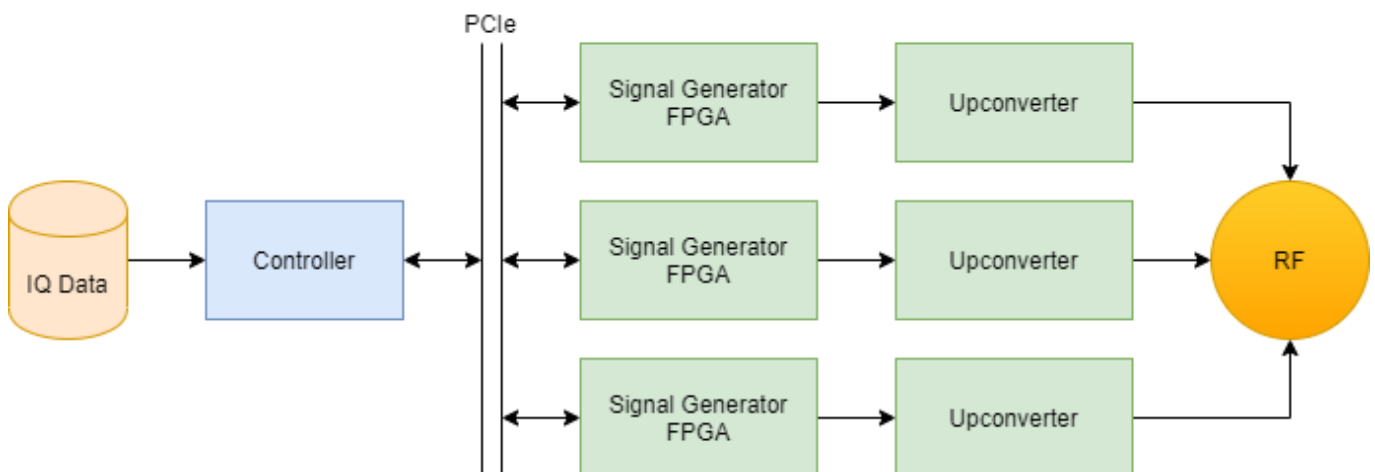 PCIe
Signal Generator
FPGA
Upconverter
IQ Data
Controller
Signal Generator
FPGA
Upconverter
RF
Signal Generator
FPGA
Upconverter